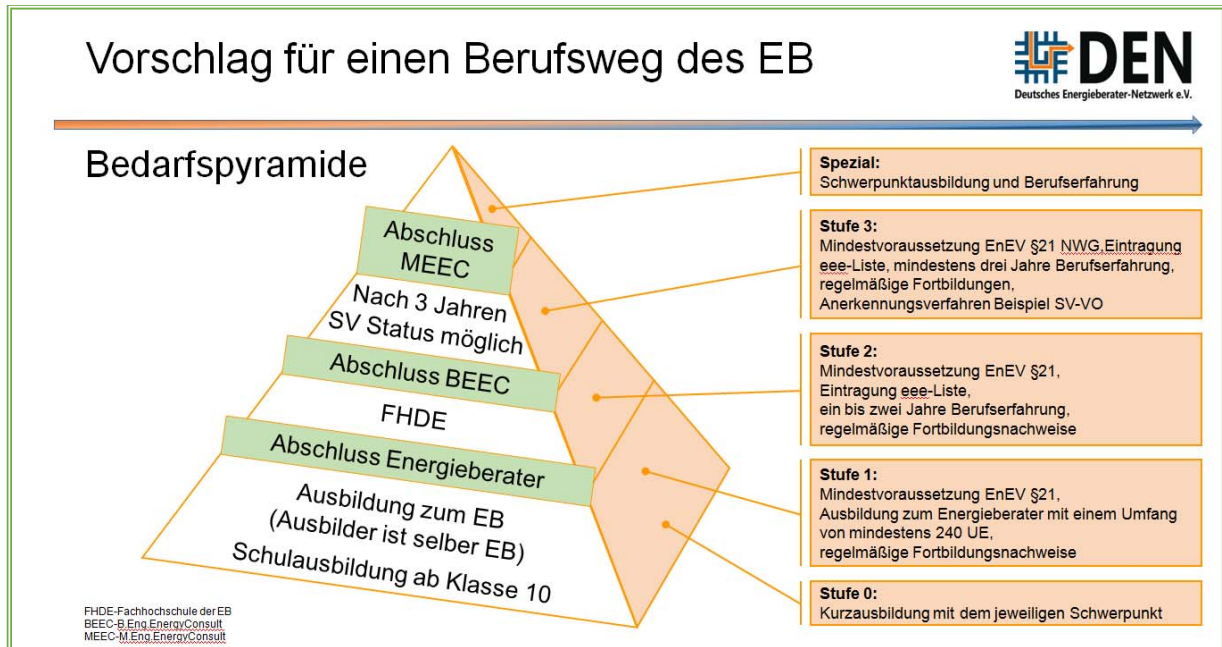 Vorschlag für einen Berufsweg des EB
DEN
Deutsches Energieberater-Netzwerk e.V.
Bedarfspyramide
Abschluss
MEEC
Nach 3 Jahren
SV Status möglich
Abschluss BEEC
FHDE
Abschluss Energieberater
Ausbildung zum EB
(Ausbilder ist selber EB)
Schulausbildung ab Klasse 10
Spezial:
Schwerpunktausbildung und Berufserfahrung
Stufe 3:
Mindestvoraussetzung EnEV §21 NWG,Eintragung
eee-Liste, mindestens drei Jahre Berufserfahrung,
regelmäßige Fortbildungen,
Anerkennungsverfahren Beispiel SV-VO
Stufe 2:
Mindestvoraussetzung EnEV §21,
Eintragung eee-Liste,
ein bis zwei Jahre Berufserfahrung,
regelmäßige Fortbildungsnachweise
Stufe 1:
Mindestvoraussetzung EnEV §21,
Ausbildung zum Energieberater mit einem Umfang
von mindestens 240 UE,
regelmäßige Fortbildungsnachweise
Stufe 0:
Kurzausbildung mit dem jeweiligen Schwerpunkt
FHDE-Fachhochschule der EB
BEEC-B.Eng.EnergyConsult
MEEC-M.Eng.EnergyConsult